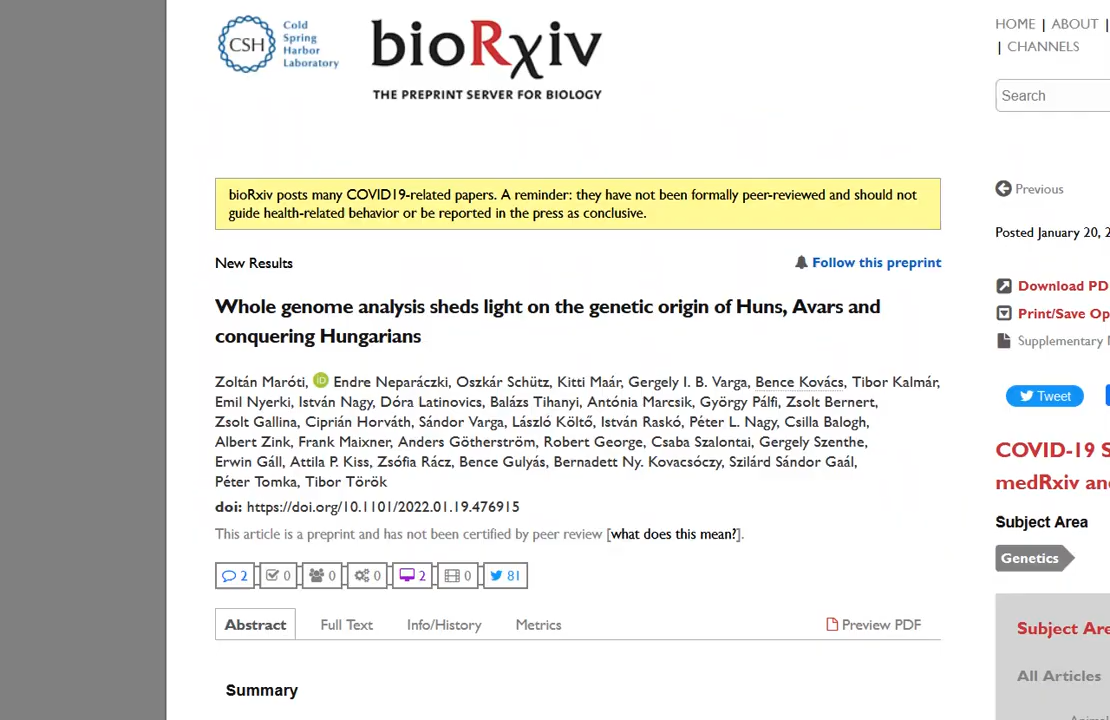 CSH
Cold
Spring
Harbor
Laboratory
bioRxiv
THE PREPRINT SERVER FOR BIOLOGY
HOME | ABOUT |
| CHANNELS
Search
bioRxiv posts many COVID19-related papers. A reminder: they have not been formally peer-reviewed and should not
guide health-related behavior or be reported in the press as conclusive.
Previous
Posted January 20, 2
New Results
Follow this preprint
Download PD
Print/Save Op
Supplementary
Tweet
Whole genome analysis sheds light on the genetic origin of Huns, Avars and
conquering Hungarians
Zoltán Maróti, iD Endre Neparáczki, Oszkár Schütz, Kitti Maár, Gergely I. B. Varga, Bence Kovács, Tibor Kalmár,
Emil Nyerki, István Nagy, Dóra Latinovics, Balázs Tihanyi, Antónia Marcsik, György Pálfi, Zsolt Bernert,
Zsolt Gallina, Ciprián Horváth, Sándor Varga, László Költő, István Raskó, Péter L. Nagy, Csilla Balogh,
Albert Zink, Frank Maixner, Anders Götherström, Robert George, Csaba Szalontai, Gergely Szenthe,
Erwin Gáll, Attila P. Kiss, Zsófia Rácz, Bence Gulyás, Bernadett Ny. Kovacsóczy, Szilárd Sándor Gaál,
Péter Tomka, Tibor Török
doi: https://doi.org/10.1101/2022.01.19.476915
This article is a preprint and has not been certified by peer review [what does this mean?].
2 0 0 0 2 0 81
COVID-19 S
medRxiv an
Subject Area
Genetics
Abstract Full Text Info/History Metrics Preview PDF
Subject Are
All Articles
Summary